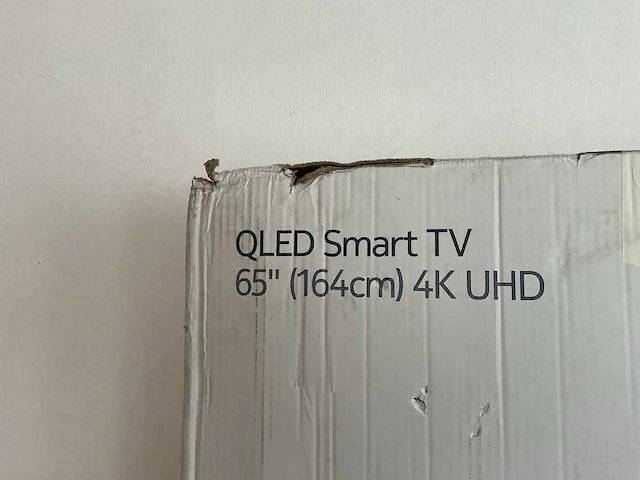 QLED Smart TV
65" (164cm) 4K UHD